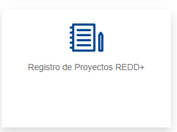 Registro de Proyectos REDD+